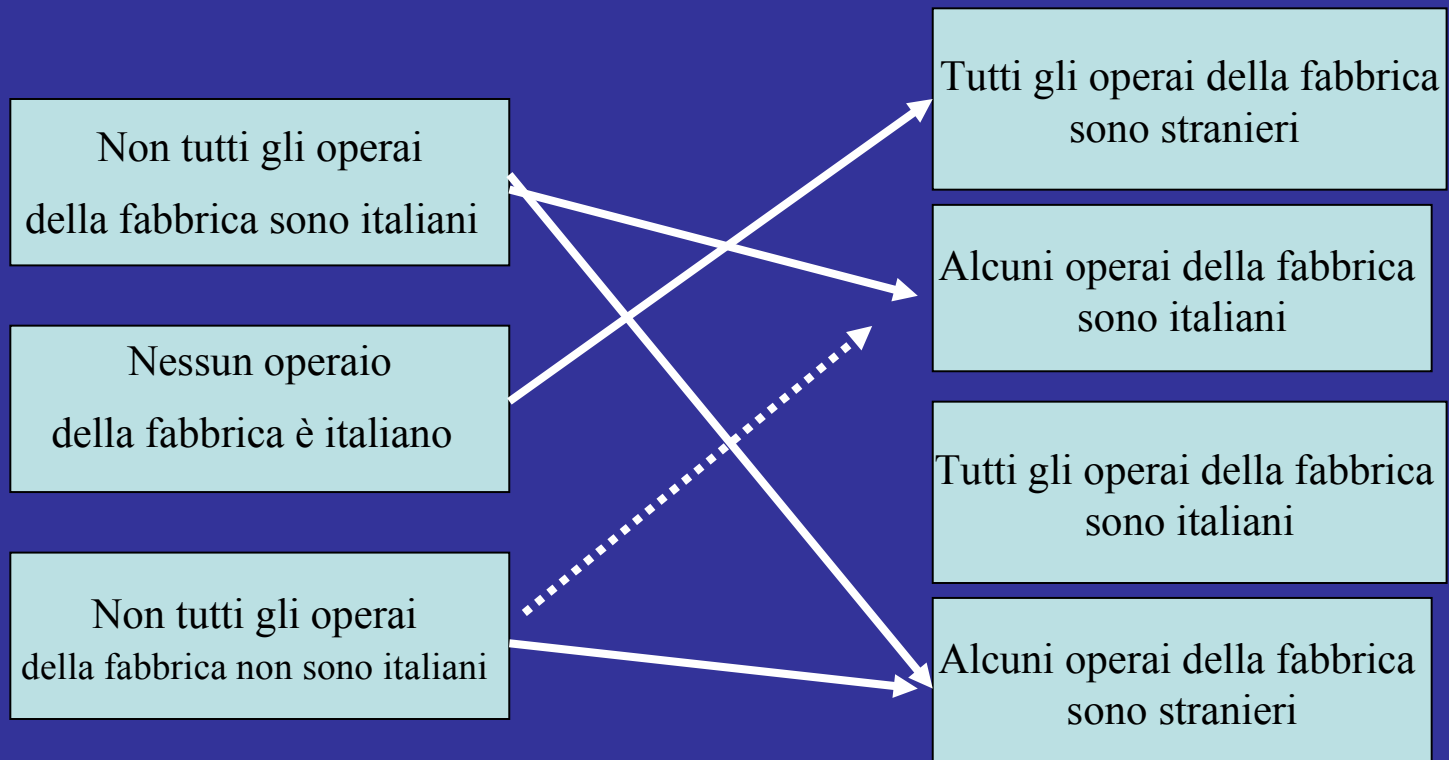 Non tutti gli operai
della fabbrica sono italiani
Nessun operaio
della fabbrica è italiano
Non tutti gli operai
della fabbrica non sono italiani
Tutti gli operai della fabbrica
sono stranieri
Alcuni operai della fabbrica
sono italiani
Tutti gli operai della fabbrica
sono italiani
Alcuni operai della fabbrica
sono stranieri